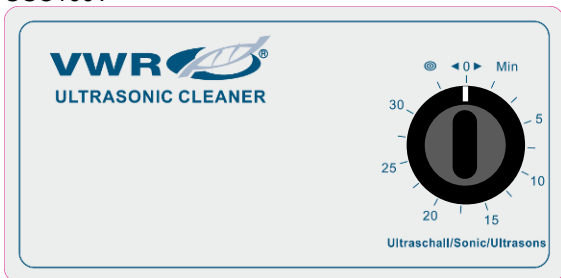 VWR®
ULTRASONIC CLEANER
◄0► Min
30
5
25
10
20
15
Ultraschall/Sonic/Ultrasons